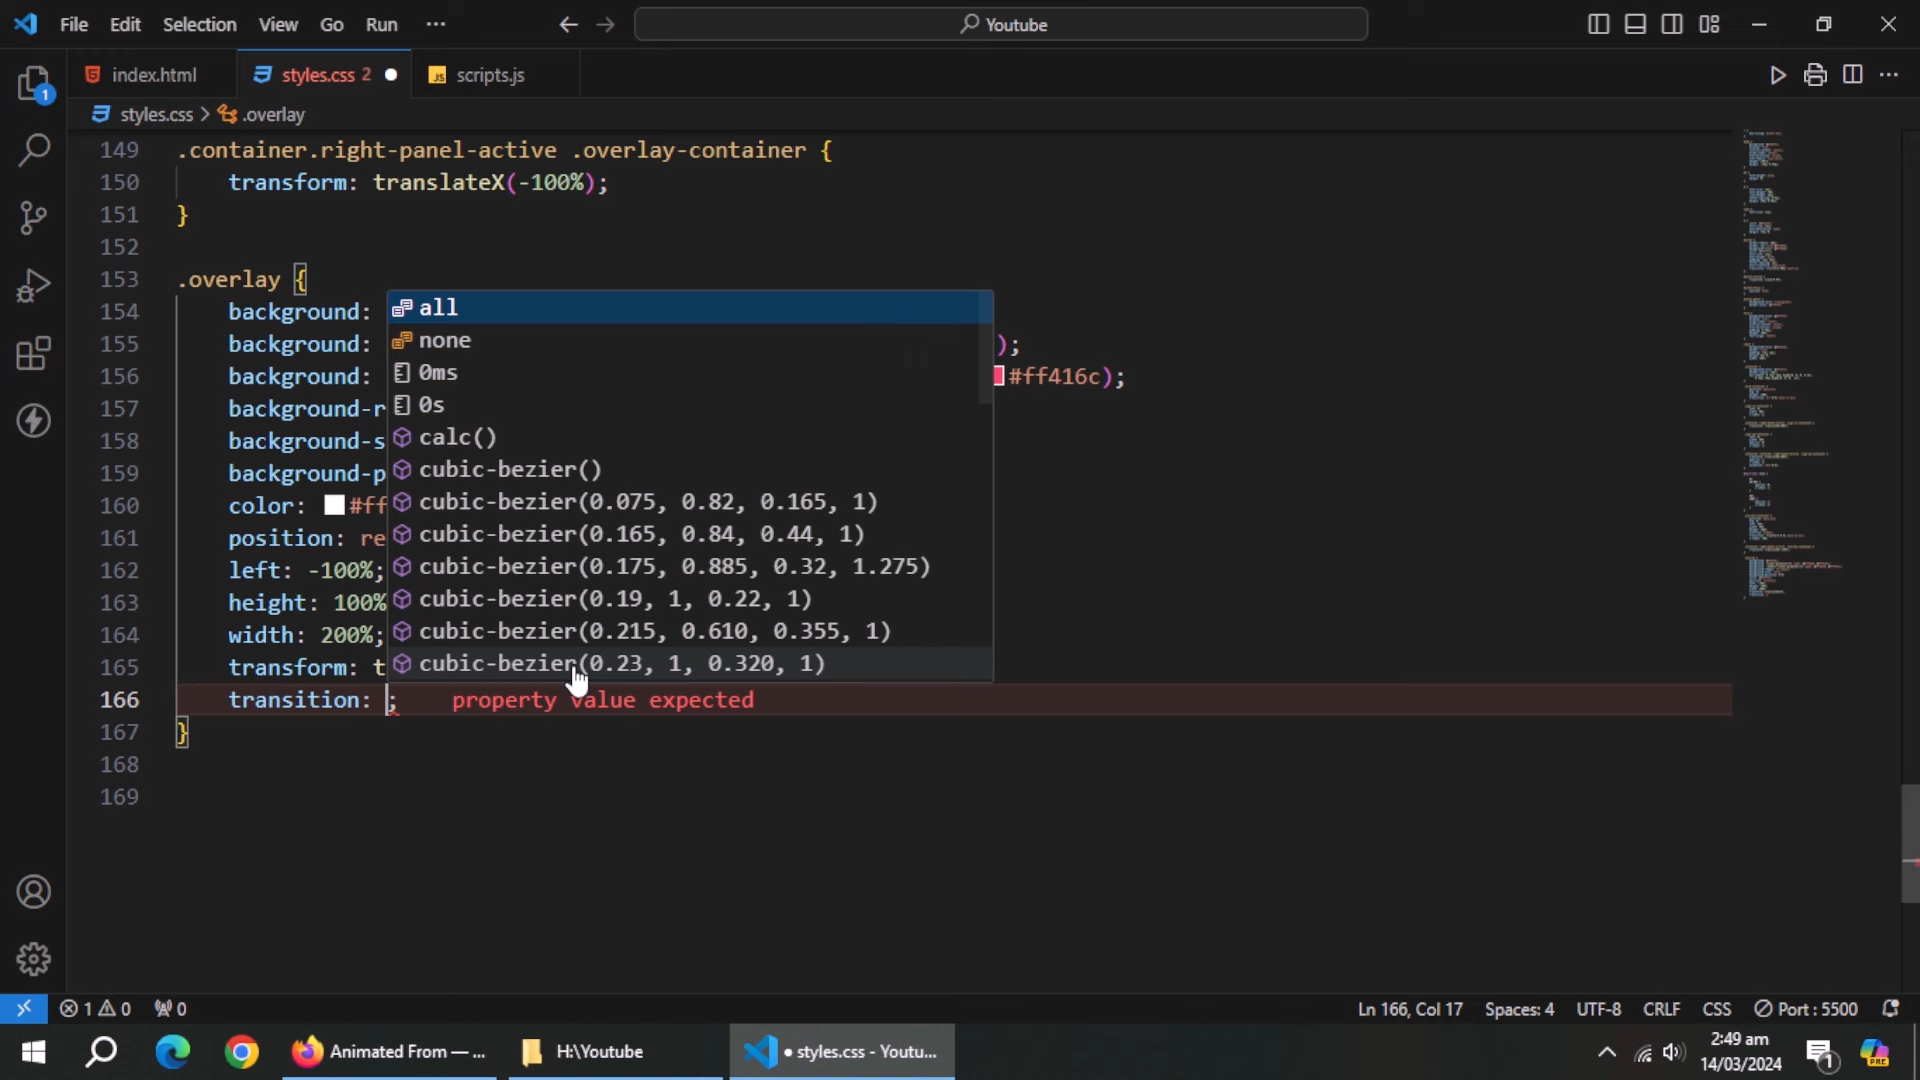 File Edit Selection View Go Run ··· Youtube
index.html styles.css 2 scripts.js
styles.css > .overlay
149 .container.right-panel-active .overlay-container {
150 transform: translateX(-100%);
151 }
152
153 .overlay {
154 background:
155 background: );
156 background: #ff416c);
157 background-r
158 background-s
159 background-p
160 color: #ff
161 position: re
162 left: -100%;
163 height: 100%
164 width: 200%;
165 transform: t
166 transition: ; property value expected
167 }
168
169
all
none
0ms
0s
calc()
cubic-bezier()
cubic-bezier(0.075, 0.82, 0.165, 1)
cubic-bezier(0.165, 0.84, 0.44, 1)
cubic-bezier(0.175, 0.885, 0.32, 1.275)
cubic-bezier(0.19, 1, 0.22, 1)
cubic-bezier(0.215, 0.610, 0.355, 1)
cubic-bezier(0.23, 1, 0.320, 1)
1
1 0 0 Ln 166, Col 17 Spaces: 4 UTF-8 CRLF CSS Port : 5500
Animated From — ... H:\Youtube ● styles.css - Youtu... 2:49 am
14/03/2024
1
PRE